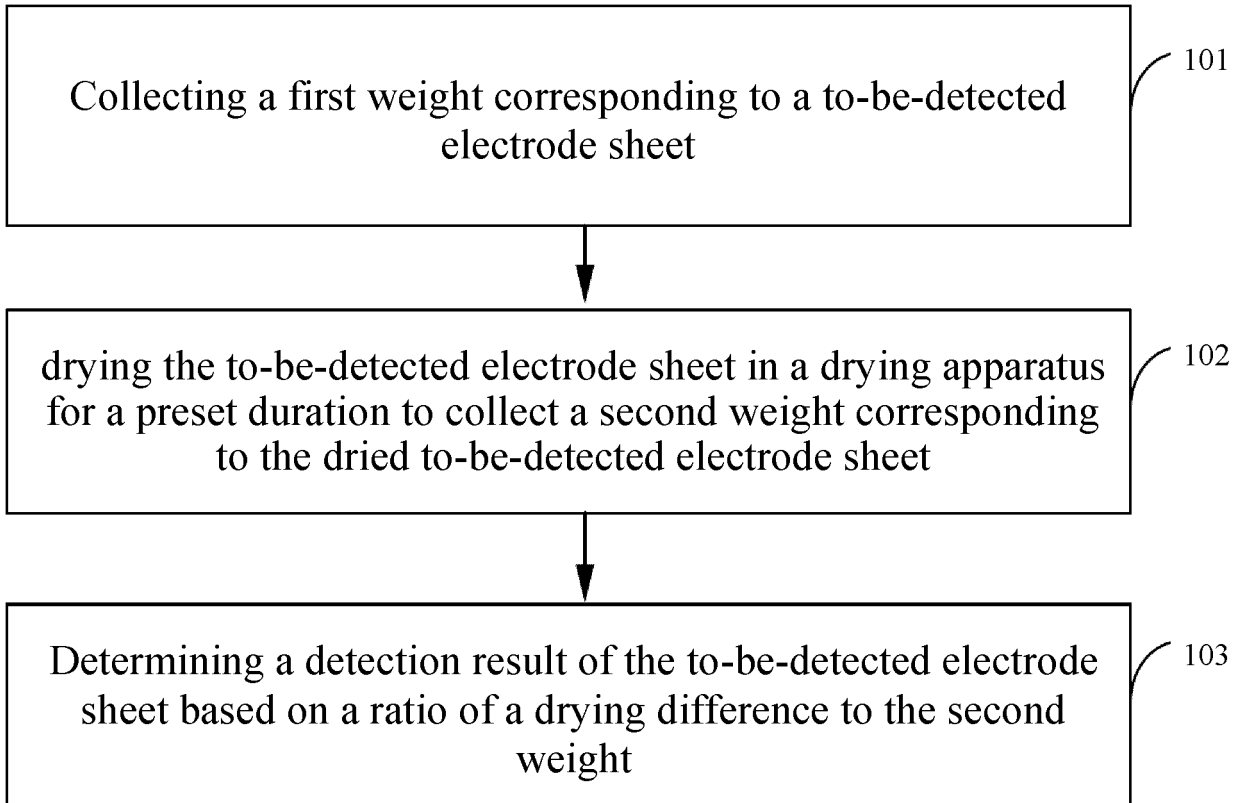 Collecting a first weight corresponding to a to-be-detected
electrode sheet
101
drying the to-be-detected electrode sheet in a drying apparatus
for a preset duration to collect a second weight corresponding
to the dried to-be-detected electrode sheet
102
Determining a detection result of the to-be-detected electrode
sheet based on a ratio of a drying difference to the second
weight
103